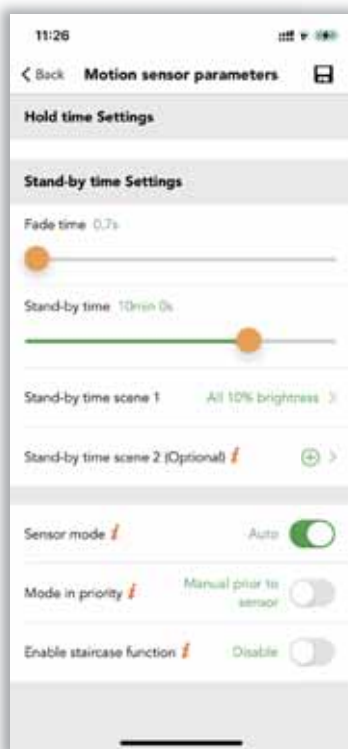 11:26
Back Motion sensor parameters
Hold time Settings
Stand-by time Settings
Fade time 0.7s
Stand-by time 10min 0s
Stand-by time scene 1 All 10% brightness
Stand-by time scene 2 (Optional) i
Sensor mode i Auto
Mode in priority i Manual prior to
sensor
Enable staircase function i Disable